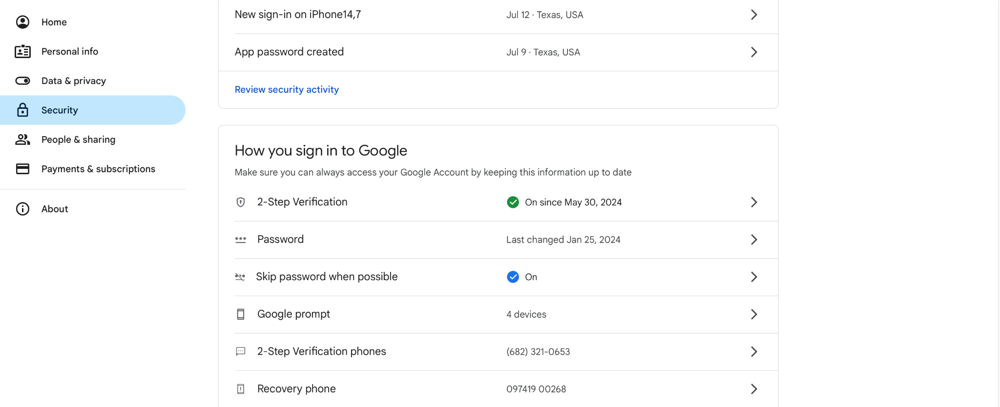 Home
Personal info
Data & privacy
Security
People & sharing
Payments & subscriptions
About
New sign-in on iPhone14,7
Jul 12 · Texas, USA
App password created
Jul 9 · Texas, USA
Review security activity
How you sign in to Google
Make sure you can always access your Google Account by keeping this information up to date
2-Step Verification
On since May 30, 2024
Password
Last changed Jan 25, 2024
Skip password when possible
On
Google prompt
4 devices
2-Step Verification phones
(682) 321-0653
Recovery phone
097419 00268